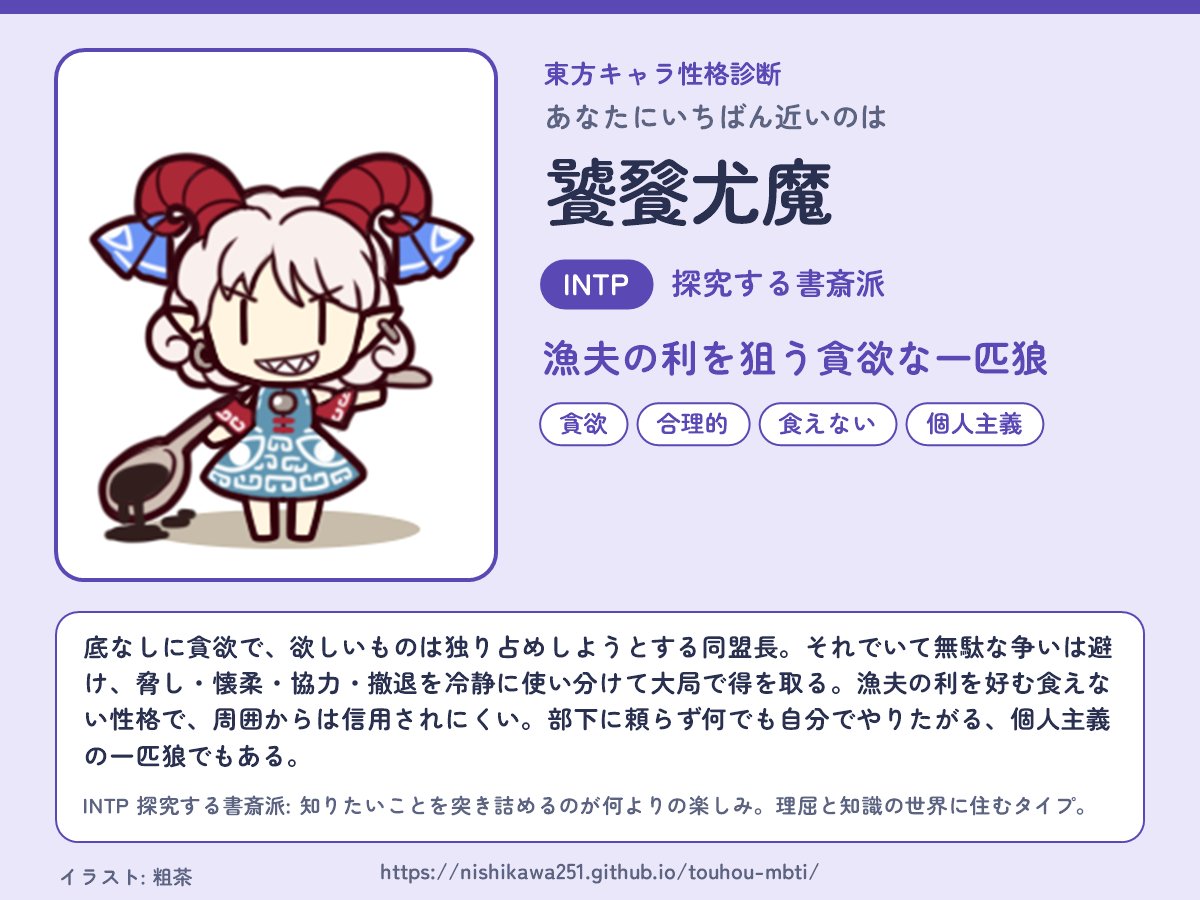 東方キャラ性格診断
あなたにいちばん近いのは
饕餮尤魔
INTP 探究する書斎派
漁夫の利を狙う貪欲な一匹狼
貪欲 合理的 食えない 個人主義
底なしに貪欲で、欲しいものは独り占めしようとする同盟長。それでいて無駄な争いは避
け、脅し・懐柔・協力・撤退を冷静に使い分けて大局で得を取る。漁夫の利を好む食えな
い性格で、周囲からは信用されにくい。部下に頼らず何でも自分でやりたがる、個人主義
の一匹狼でもある。
INTP 探究する書斎派: 知りたいことを突き詰めるのが何よりの楽しみ。理屈と知識の世界に住むタイプ。
イラスト: 粗茶
https://nishikawa251.github.io/touhou-mbti/